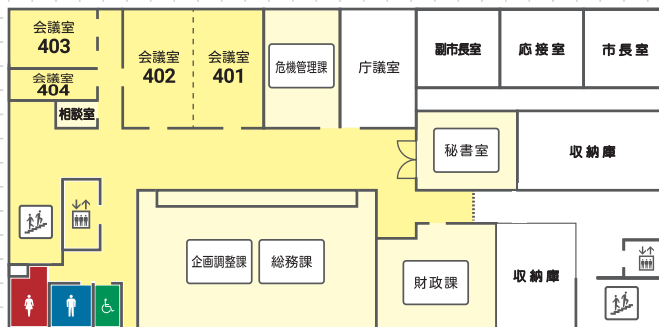 会議室
403
会議室
404
相談室
会議室
402
会議室
401
危機管理課
庁議室
副市長室
応接室
市長室
秘書室
収納庫
企画調整課
総務課
財政課
収納庫